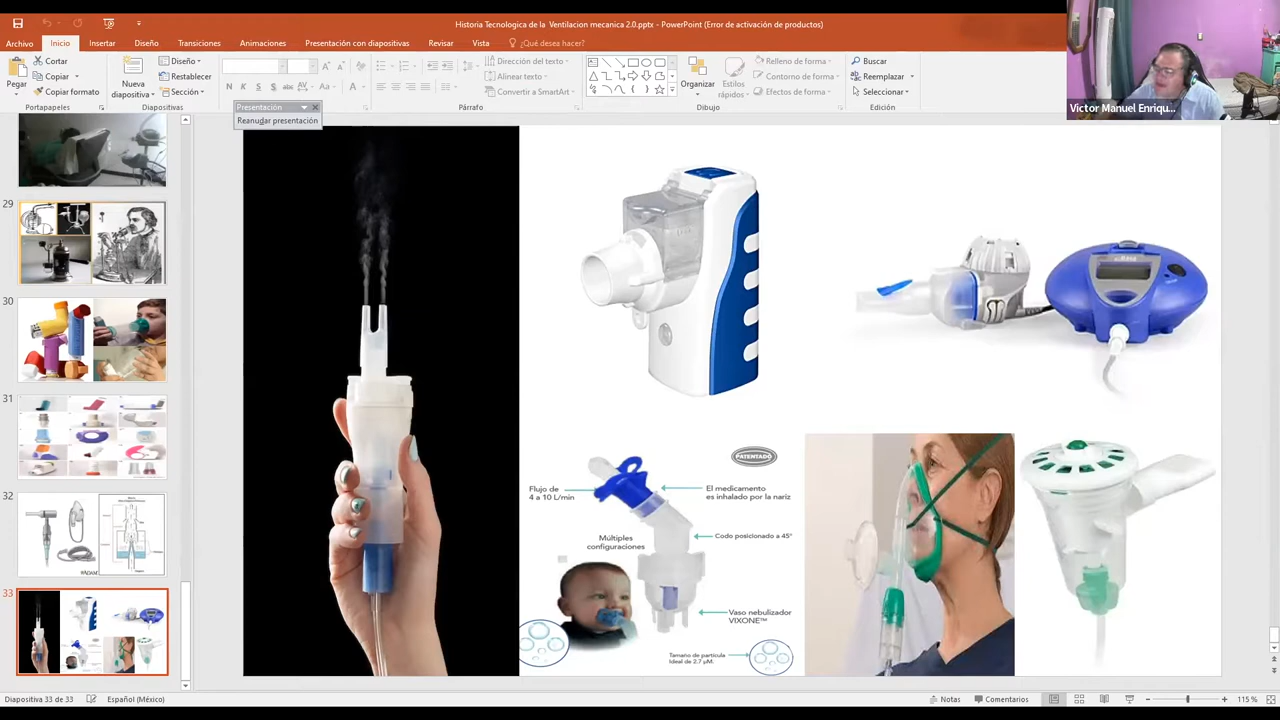 Historia Tecnologica de la Ventilacion mecanica 2.0.pptx - PowerPoint (Error de activación de productos)
Archivo Inicio Insertar Diseño Transiciones Animaciones Presentación con diapositivas Revisar Vista ¿Qué desea hacer?
Cortar
Copiar
Copiar formato
Pegar
Portapapeles
Nueva
diapositiva
Diseño
Restablecer
Sección
Diapositivas
N K S S abc AV Aa A
Presentación
Reanudar presentación
Dirección del texto
Alinear texto
Convertir a SmartArt
Párrafo
Organizar
Estilos
rápidos
Relleno de forma
Contorno de forma
Efectos de forma
Dibujo
Buscar
Reemplazar
Seleccionar
Edición
Victor Manuel Enriqu...
29
30
31
32
33
PATENTADO
Flujo de
4 a 10 L/min
El medicamento
es inhalado por la nariz
Múltiples
configuraciones
Codo posicionado a 45°
Vaso nebulizador
VIXONE™
Tamaño de partícula
Ideal de 2.7 µM.
Diapositiva 33 de 33
Español (México)
Notas
Comentarios
115 %